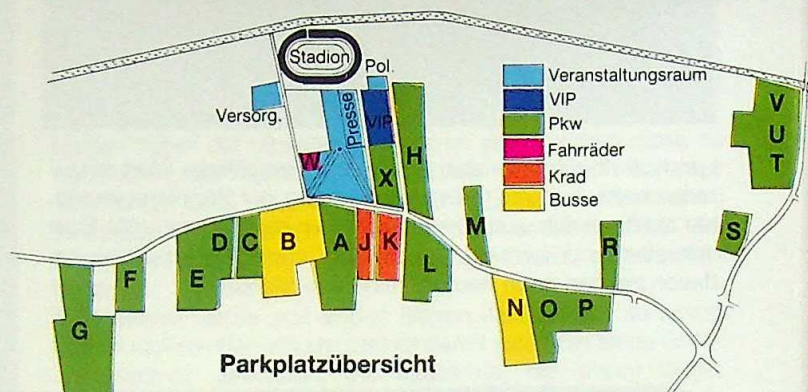 Stadion
Pol.
Versorg.
Presse
VIP
W
X
H
Veranstaltungsraum
VIP
Pkw
Fahrräder
Krad
Busse
V
U
T
M
R
S
D
C
B
A
J
K
L
F
E
G
N
O
P
Parkplatzübersicht